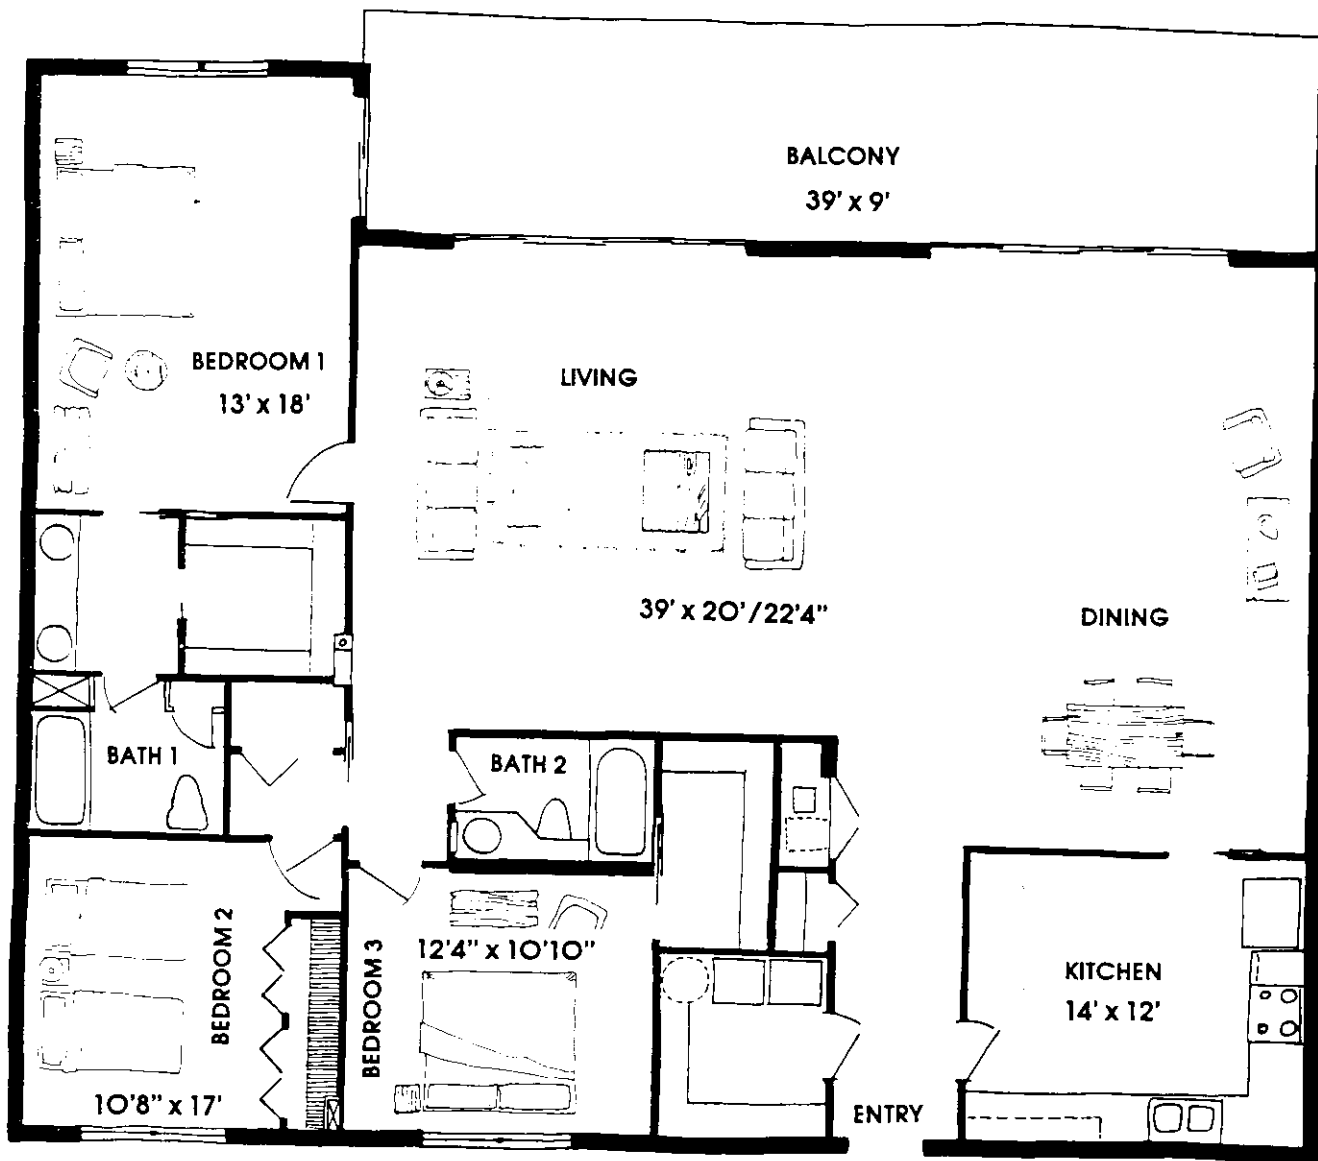 BALCONY
39' x 9'
BEDROOM 1
13' x 18'
LIVING
39' x 20'/22'4"
DINING
BATH 1
BATH 2
BEDROOM 2
10'8" x 17'
BEDROOM 3
12'4" x 10'10"
KITCHEN
14' x 12'
ENTRY